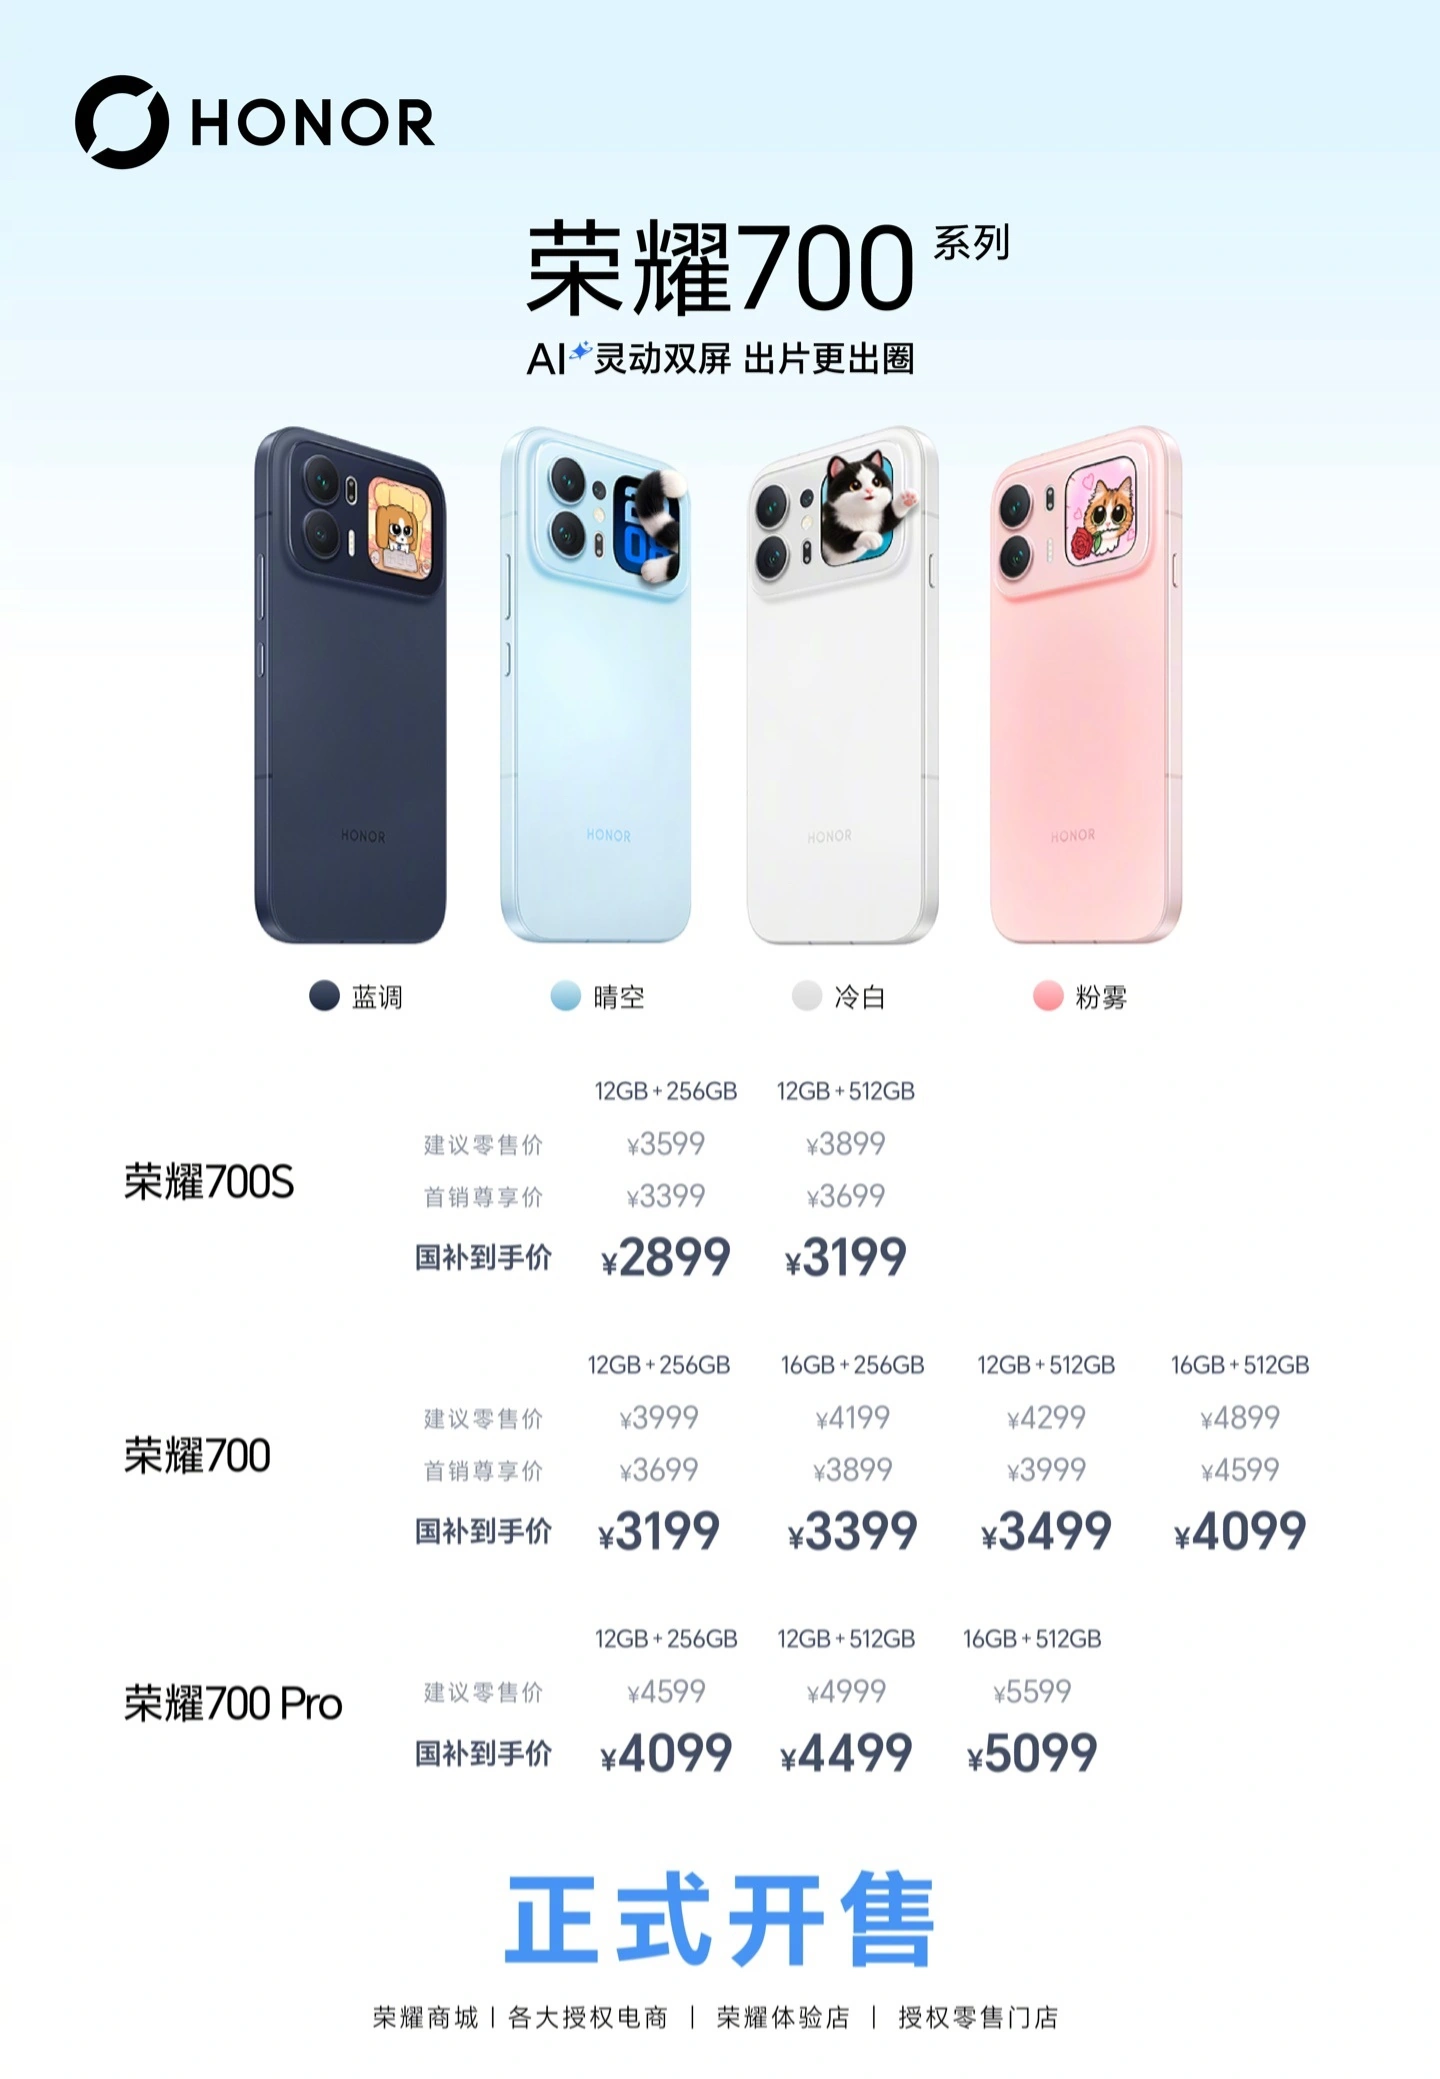 HONOR
荣耀700 系列
AI灵动双屏 出片更出圈
HONOR HONOR HONOR HONOR
蓝调 晴空 冷白 粉雾
荣耀700S
12GB+256GB 12GB+512GB
建议零售价 ¥3599 ¥3899
首销尊享价 ¥3399 ¥3699
国补到手价 ¥2899 ¥3199
荣耀700
12GB+256GB 16GB+256GB 12GB+512GB 16GB+512GB
建议零售价 ¥3999 ¥4199 ¥4299 ¥4899
首销尊享价 ¥3699 ¥3899 ¥3999 ¥4599
国补到手价 ¥3199 ¥3399 ¥3499 ¥4099
荣耀700 Pro
12GB+256GB 12GB+512GB 16GB+512GB
建议零售价 ¥4599 ¥4999 ¥5599
国补到手价 ¥4099 ¥4499 ¥5099
正式开售
荣耀商城 | 各大授权电商 | 荣耀体验店 | 授权零售门店